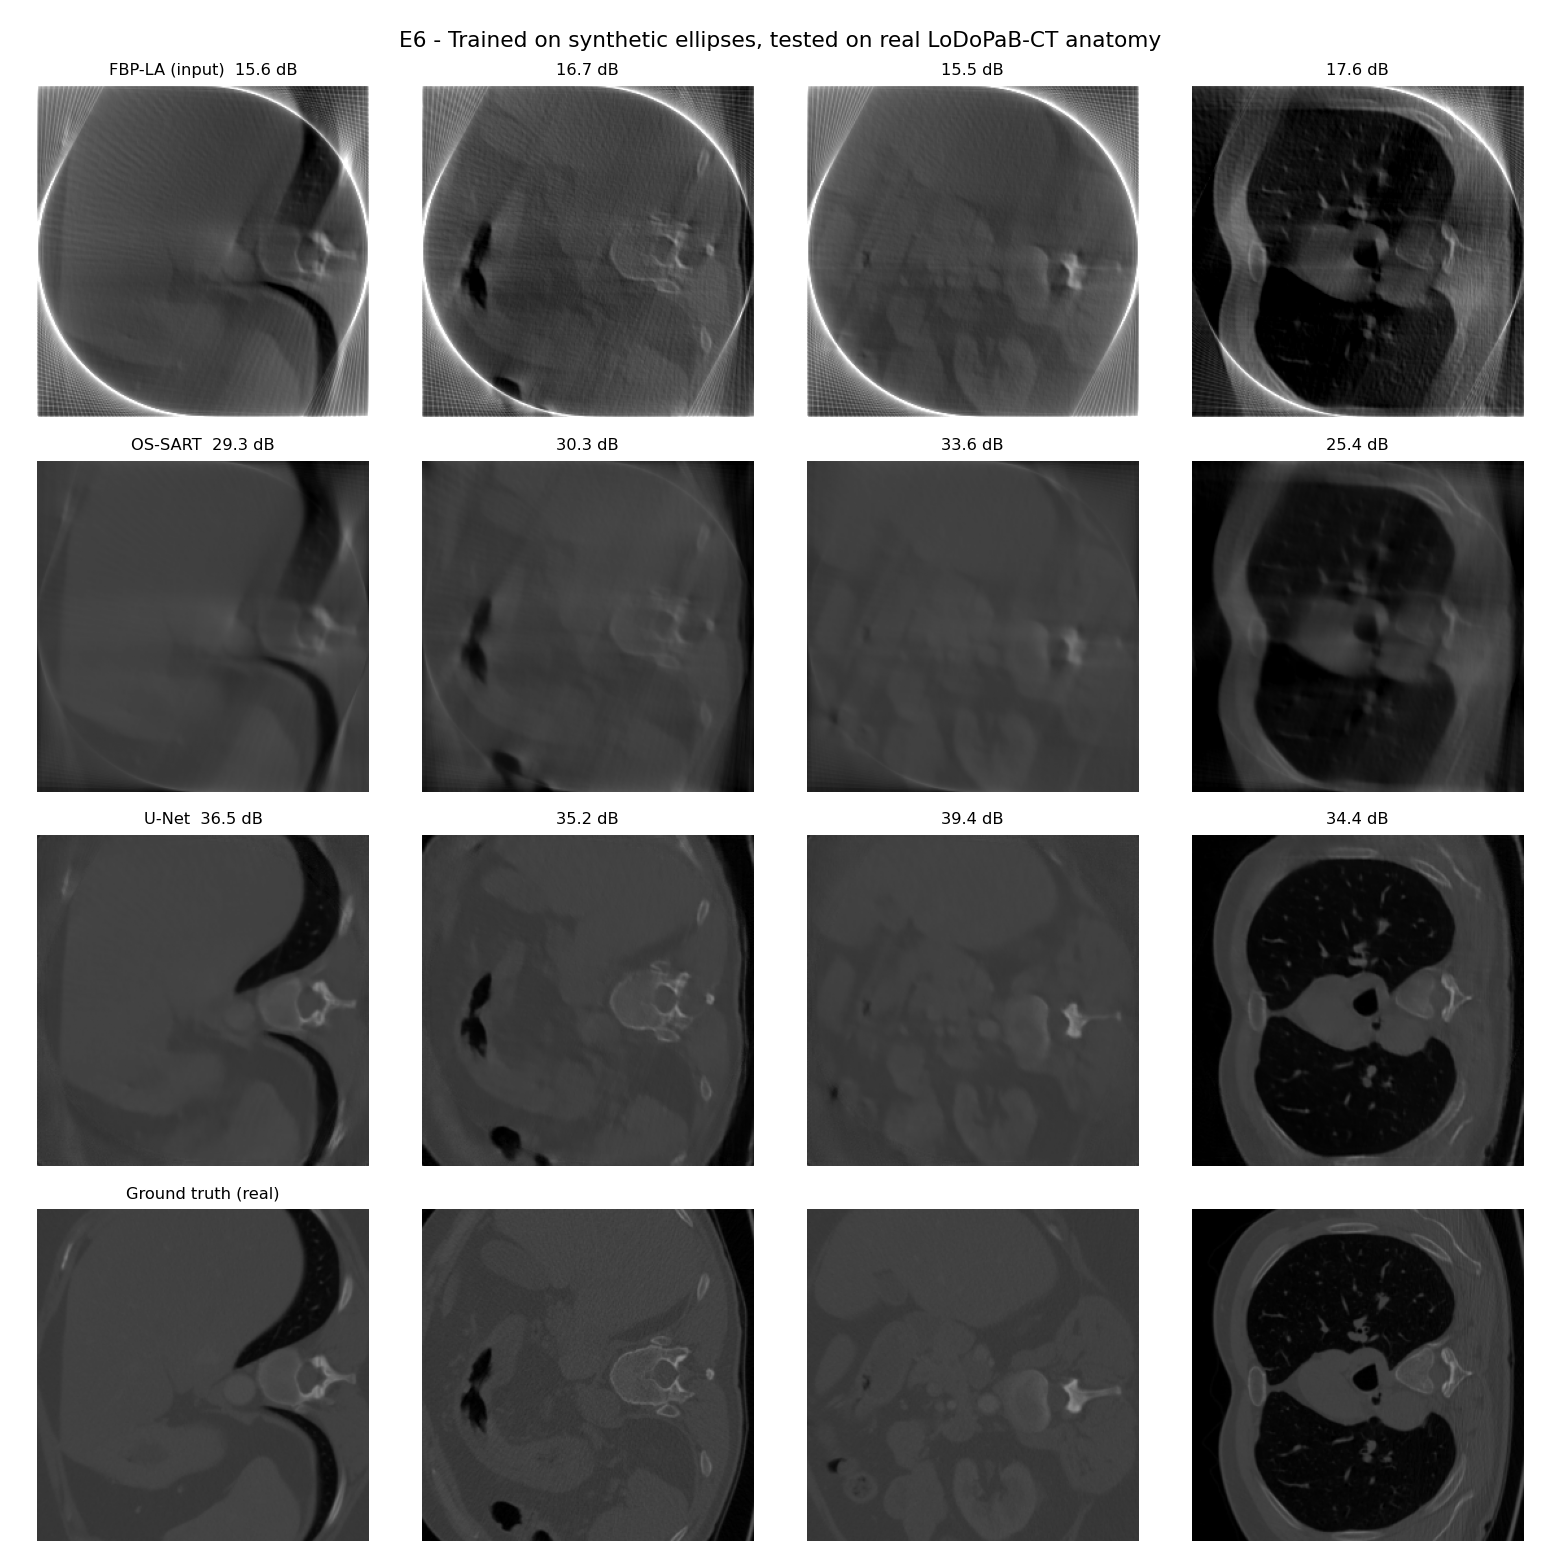 E6 - Trained on synthetic ellipses, tested on real LoDoPaB-CT anatomy
FBP-LA (input)  15.6 dB
16.7 dB
15.5 dB
17.6 dB
OS-SART  29.3 dB
30.3 dB
33.6 dB
25.4 dB
U-Net  36.5 dB
35.2 dB
39.4 dB
34.4 dB
Ground truth (real)